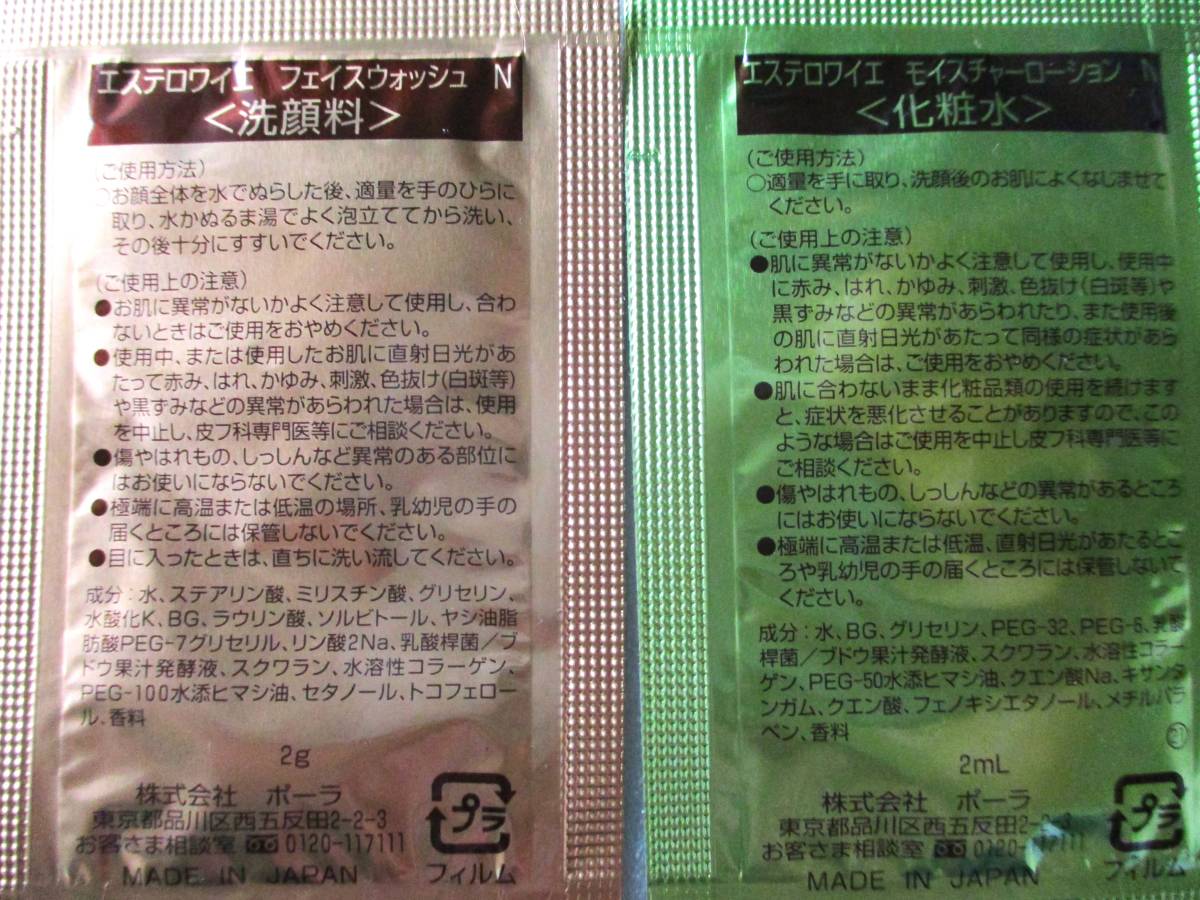 エステロワイエ フェイスウォッシュ N
<洗顔料>
(ご使用方法)
○お顔全体を水でぬらした後、適量を手のひらに
取り、水かぬるま湯でよく泡立ててから洗い、
その後十分にすすいでください。
(ご使用上の注意)
●お肌に異常がないかよく注意して使用し、合わ
ないときはご使用をおやめください。
●使用中、または使用したお肌に直射日光があ
たって赤み、はれ、かゆみ、刺激、色抜け(白斑等)
や黒ずみなどの異常があらわれた場合は、使用
を中止し、皮フ科専門医等にご相談ください。
●傷やはれもの、しっしんなど異常のある部位に
はお使いにならないでください。
●極端に高温または低温の場所、乳幼児の手の
届くところには保管しないでください。
●目に入ったときは、直ちに洗い流してください。
成分:水、ステアリン酸、ミリスチン酸、グリセリン、
水酸化K、BG、ラウリン酸、ソルビトール、ヤシ油脂
肪酸PEG-7グリセリル、リン酸2Na、乳酸桿菌/ブ
ドウ果汁発酵液、スクワラン、水溶性コラーゲン、
PEG-100水添ヒマシ油、セタノール、トコフェロー
ル、香料
2g
株式会社 ポーラ
東京都品川区西五反田2-2-3
お客さま相談室 0120-117111
MADE IN JAPAN
プラ
フィルム
エステロワイエ モイスチャーローション N
<化粧水>
(ご使用方法)
○適量を手に取り、洗顔後のお肌によくなじませて
ください。
(ご使用上の注意)
●肌に異常がないかよく注意して使用し、使用中
に赤み、はれ、かゆみ、刺激、色抜け(白斑等)や
黒ずみなどの異常があらわれたり、また使用後
の肌に直射日光があたって同様の症状があら
われた場合は、ご使用をおやめください。
●肌に合わないまま化粧品類の使用を続けます
と、症状を悪化させることがありますので、この
ような場合はご使用を中止し皮フ科専門医等に
ご相談ください。
●傷やはれもの、しっしんなどの異常があるところ
にはお使いにならないでください。
●極端に高温または低温、直射日光があたるとこ
ろや乳幼児の手の届くところには保管しないで
ください。
成分:水、BG、グリセリン、PEG-32、PEG-6、乳酸
桿菌/ブドウ果汁発酵液、スクワラン、水溶性コラー
ゲン、PEG-50水添ヒマシ油、クエン酸Na、キサンタ
ンガム、クエン酸、フェノキシエタノール、メチルパラ
ベン、香料
2mL
株式会社 ポーラ
東京都品川区西五反田2-2-3
お客さま相談室 0120-117111
MADE IN JAPAN
プラ
フィルム